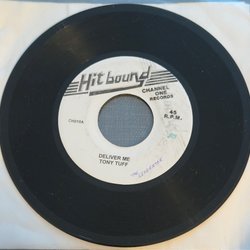 Hit bound
CHANNEL
ONE
RECORDS
45
R.P.M.
DELIVER ME
TONY TUFF